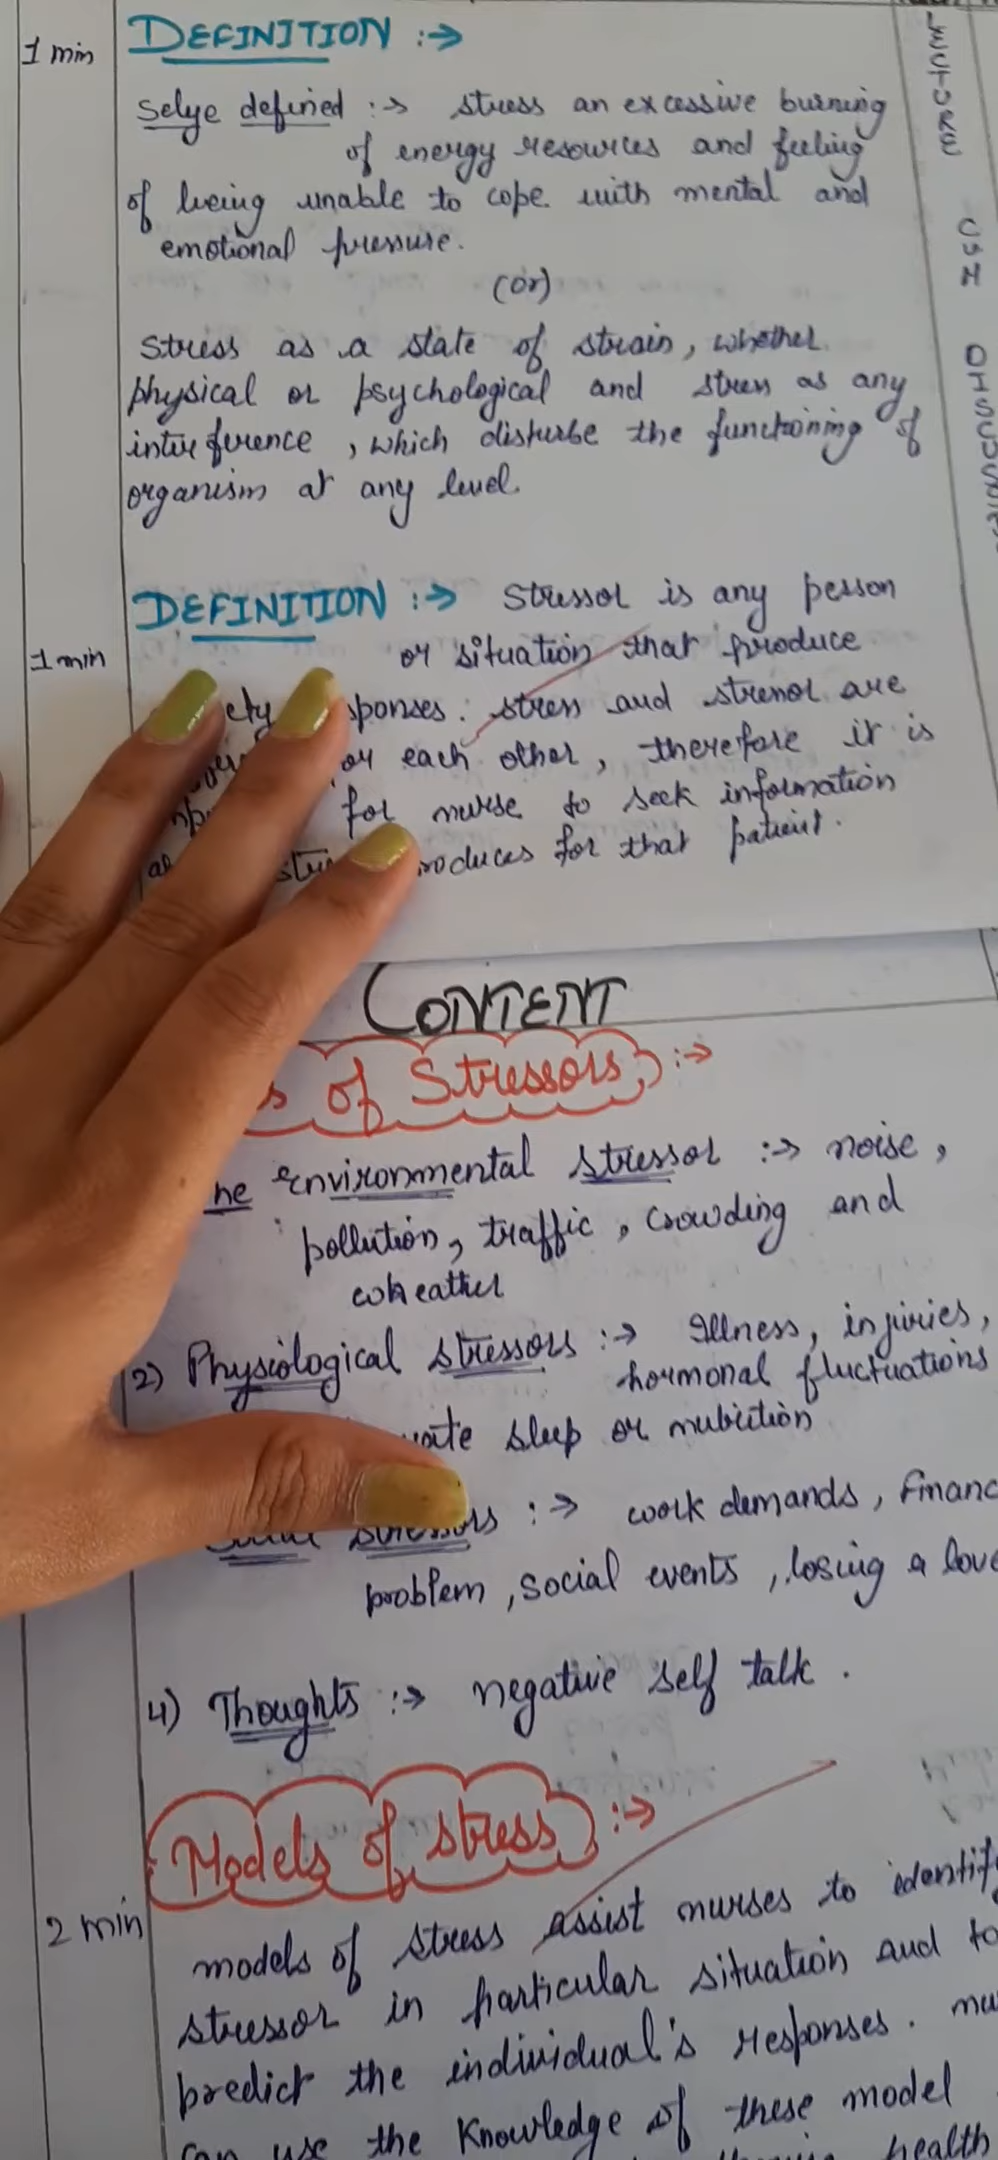 1 min
DEFINITION :→
Selye defined :→ stress an excessive burning
of energy resources and feeling
of being unable to cope with mental and
emotional pressure.
(or)
Stress as a state of strain, whether
physical or psychological and stress as any
interference, which disturbe the functioning of
organism at any level.
DEFINITION :→ Stressor is any person
1 min
or situation that produce
stress and stressor are
each other, therefore it is
for nurse to seek information
for that patient.
LECTURE CUM
CONTENT
of Stressors :→
environmental stressor :→ noise,
pollution, traffic, crowding and
wheather
2) Physiological stressors :→ Illness, injuries,
hormonal fluctuations
sleep or nutrition
:→ work demands,
problem, social events, losing a
4) Thoughts :→ negative self talk.
Models of stress :→
2 min
models of stress assist nurses to
stressor in particular situation and to
predict the individual's responses.
can use the knowledge of these model
health